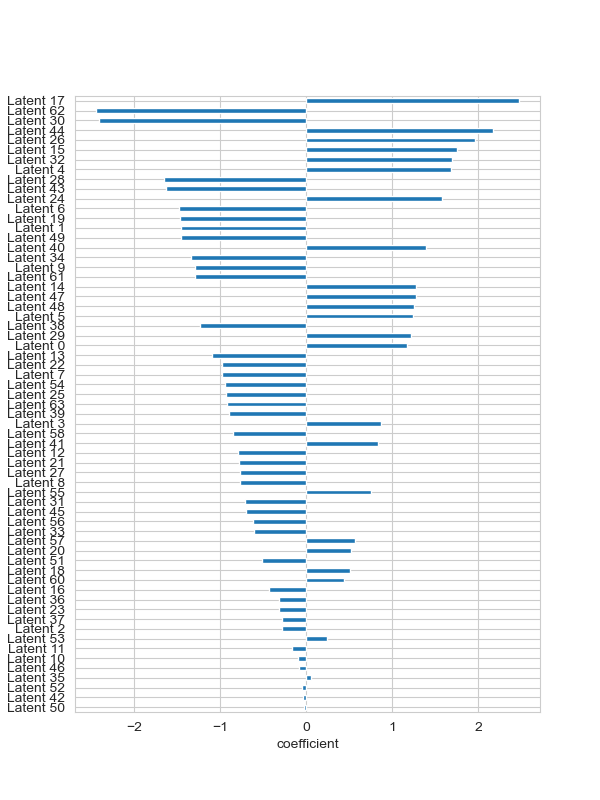 Latent 17
Latent 62
Latent 30
Latent 44
Latent 26
Latent 15
Latent 32
Latent 4
Latent 28
Latent 43
Latent 24
Latent 6
Latent 19
Latent 1
Latent 49
Latent 40
Latent 34
Latent 9
Latent 61
Latent 14
Latent 47
Latent 48
Latent 5
Latent 38
Latent 29
Latent 0
Latent 13
Latent 22
Latent 7
Latent 54
Latent 25
Latent 63
Latent 39
Latent 3
Latent 58
Latent 41
Latent 12
Latent 21
Latent 27
Latent 8
Latent 55
Latent 31
Latent 45
Latent 56
Latent 33
Latent 57
Latent 20
Latent 51
Latent 18
Latent 60
Latent 16
Latent 36
Latent 23
Latent 37
Latent 2
Latent 53
Latent 11
Latent 10
Latent 46
Latent 35
Latent 52
Latent 42
Latent 50
−2 −1 0 1 2
coefficient